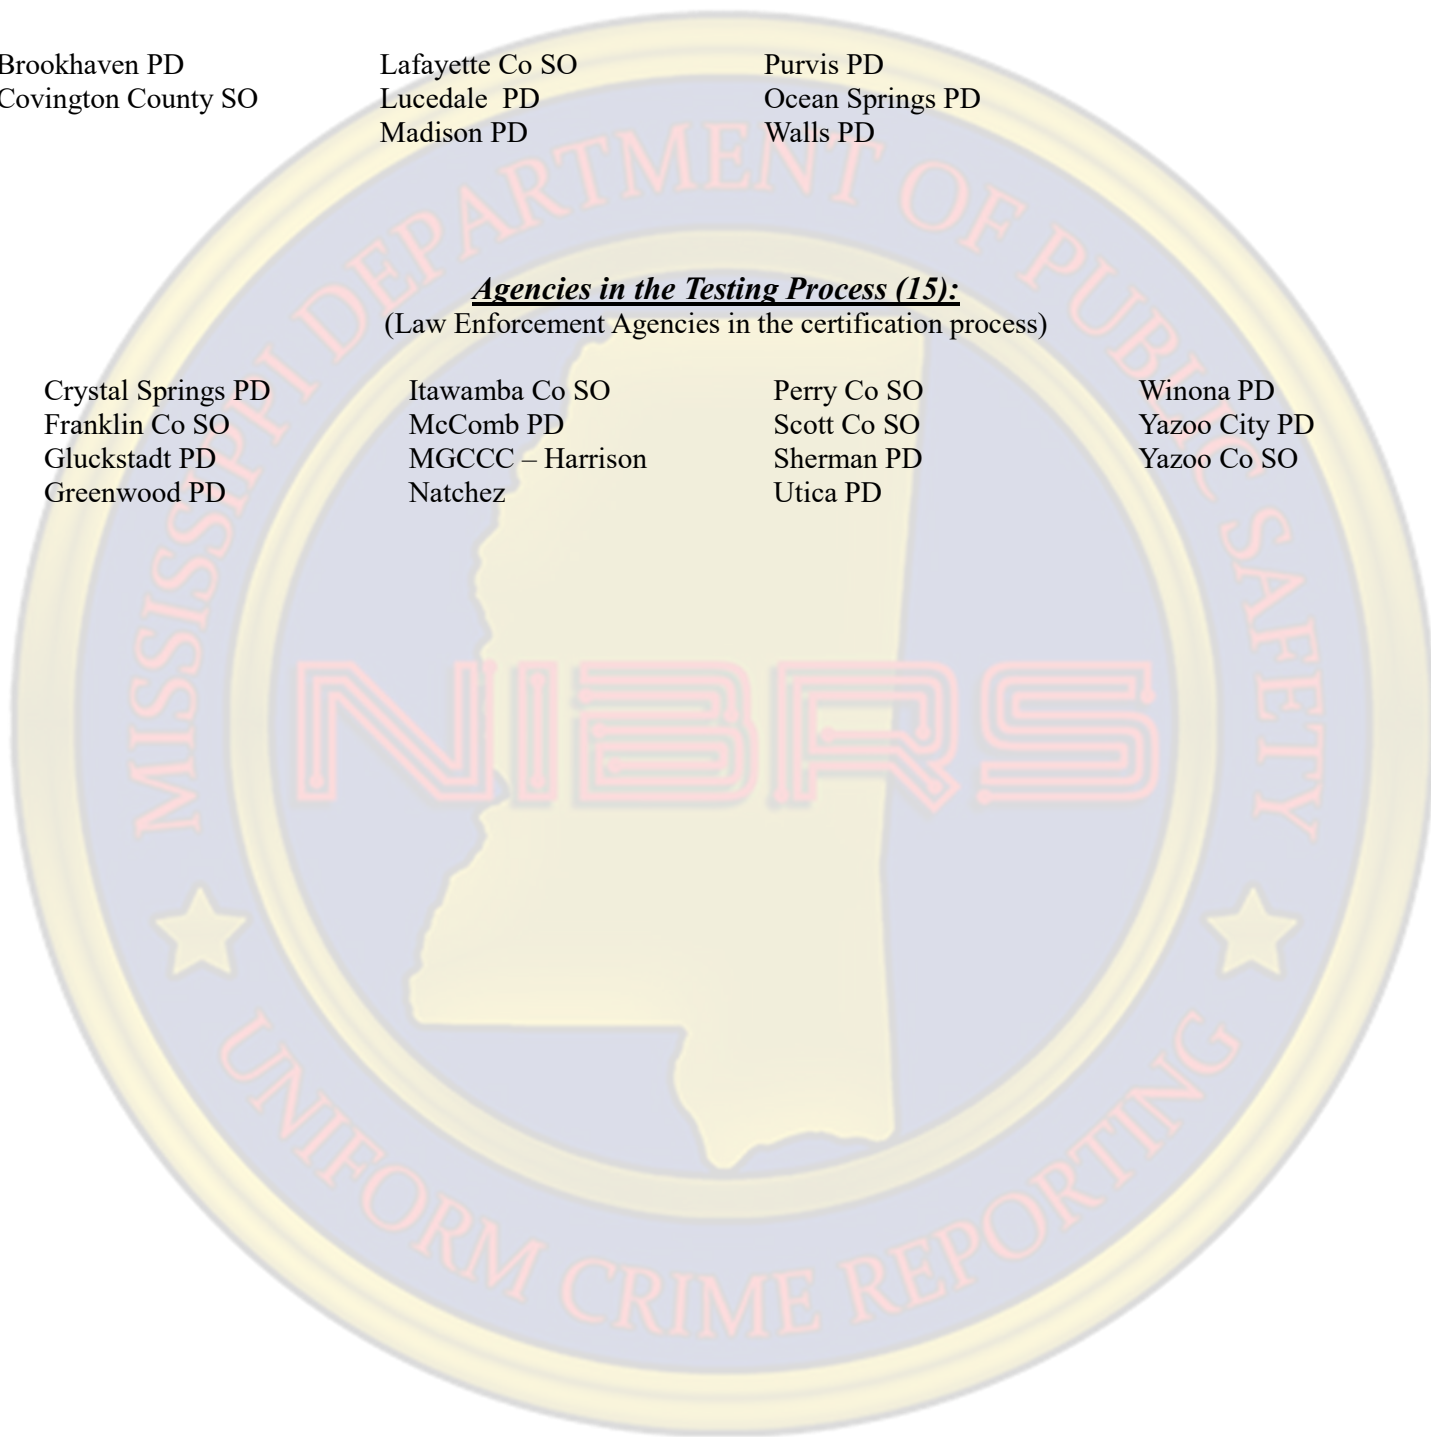 Brookhaven PD
Covington County SO
Lafayette Co SO
Lucedale  PD
Madison PD
Purvis PD
Ocean Springs PD
Walls PD
Agencies in the Testing Process (15):
(Law Enforcement Agencies in the certification process)
Crystal Springs PD
Franklin Co SO
Gluckstadt PD
Greenwood PD
Itawamba Co SO
McComb PD
MGCCC – Harrison
Natchez
Perry Co SO
Scott Co SO
Sherman PD
Utica PD
Winona PD
Yazoo City PD
Yazoo Co SO
MISSISSIPPI DEPARTMENT OF PUBLIC SAFETY
NIBRS
UNIFORM CRIME REPORTING